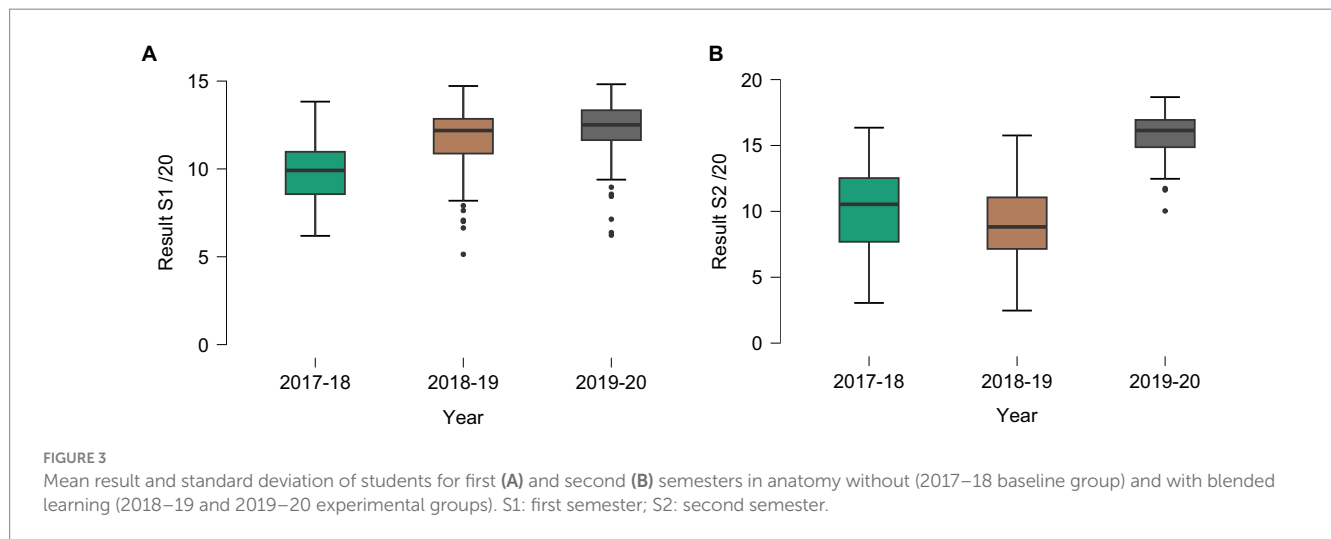 A
B
Result S1 /20
15
10
5
0
2017-18
2018-19
2019-20
Year
Result S2 /20
20
15
10
5
0
2017-18
2018-19
2019-20
Year
FIGURE 3
Mean result and standard deviation of students for first (A) and second (B) semesters in anatomy without (2017–18 baseline group) and with blended
learning (2018–19 and 2019–20 experimental groups). S1: first semester; S2: second semester.